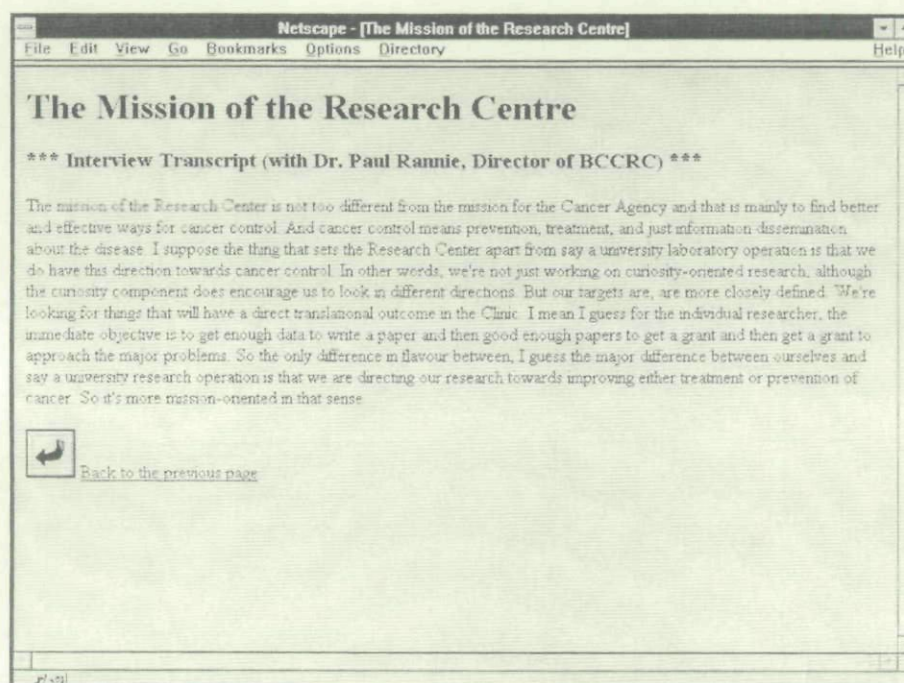 Netscape - [The Mission of the Research Centre]
File Edit View Go Bookmarks Options Directory Help
The Mission of the Research Centre
*** Interview Transcript (with Dr. Paul Rannie, Director of BCCRC) ***
The mission of the Research Center is not too different from the mission for the Cancer Agency and that is mainly to find better
and effective ways for cancer control. And cancer control means prevention, treatment, and just information dissemination
about the disease. I suppose the thing that sets the Research Center apart from say a university laboratory operation is that we
do have this direction towards cancer control. In other words, we're not just working on curiosity-oriented research, although
the curiosity component does encourage us to look in different directions. But our targets are, are more closely defined. We're
looking for things that will have a direct translational outcome in the Clinic. I mean I guess for the individual researcher, the
immediate objective is to get enough data to write a paper and then good enough papers to get a grant and then get a grant to
approach the major problems. So the only difference in flavour between, I guess the major difference between ourselves and
say a university research operation is that we are directing our research towards improving either treatment or prevention of
cancer. So it's more mission-oriented in that sense.
Back to the previous page